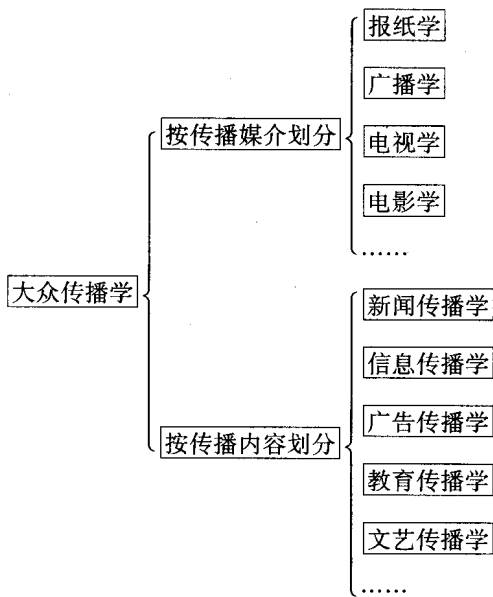 大众传播学
按传播媒介划分
报纸学
广播学
电视学
电影学
……
按传播内容划分
新闻传播学
信息传播学
广告传播学
教育传播学
文艺传播学
……